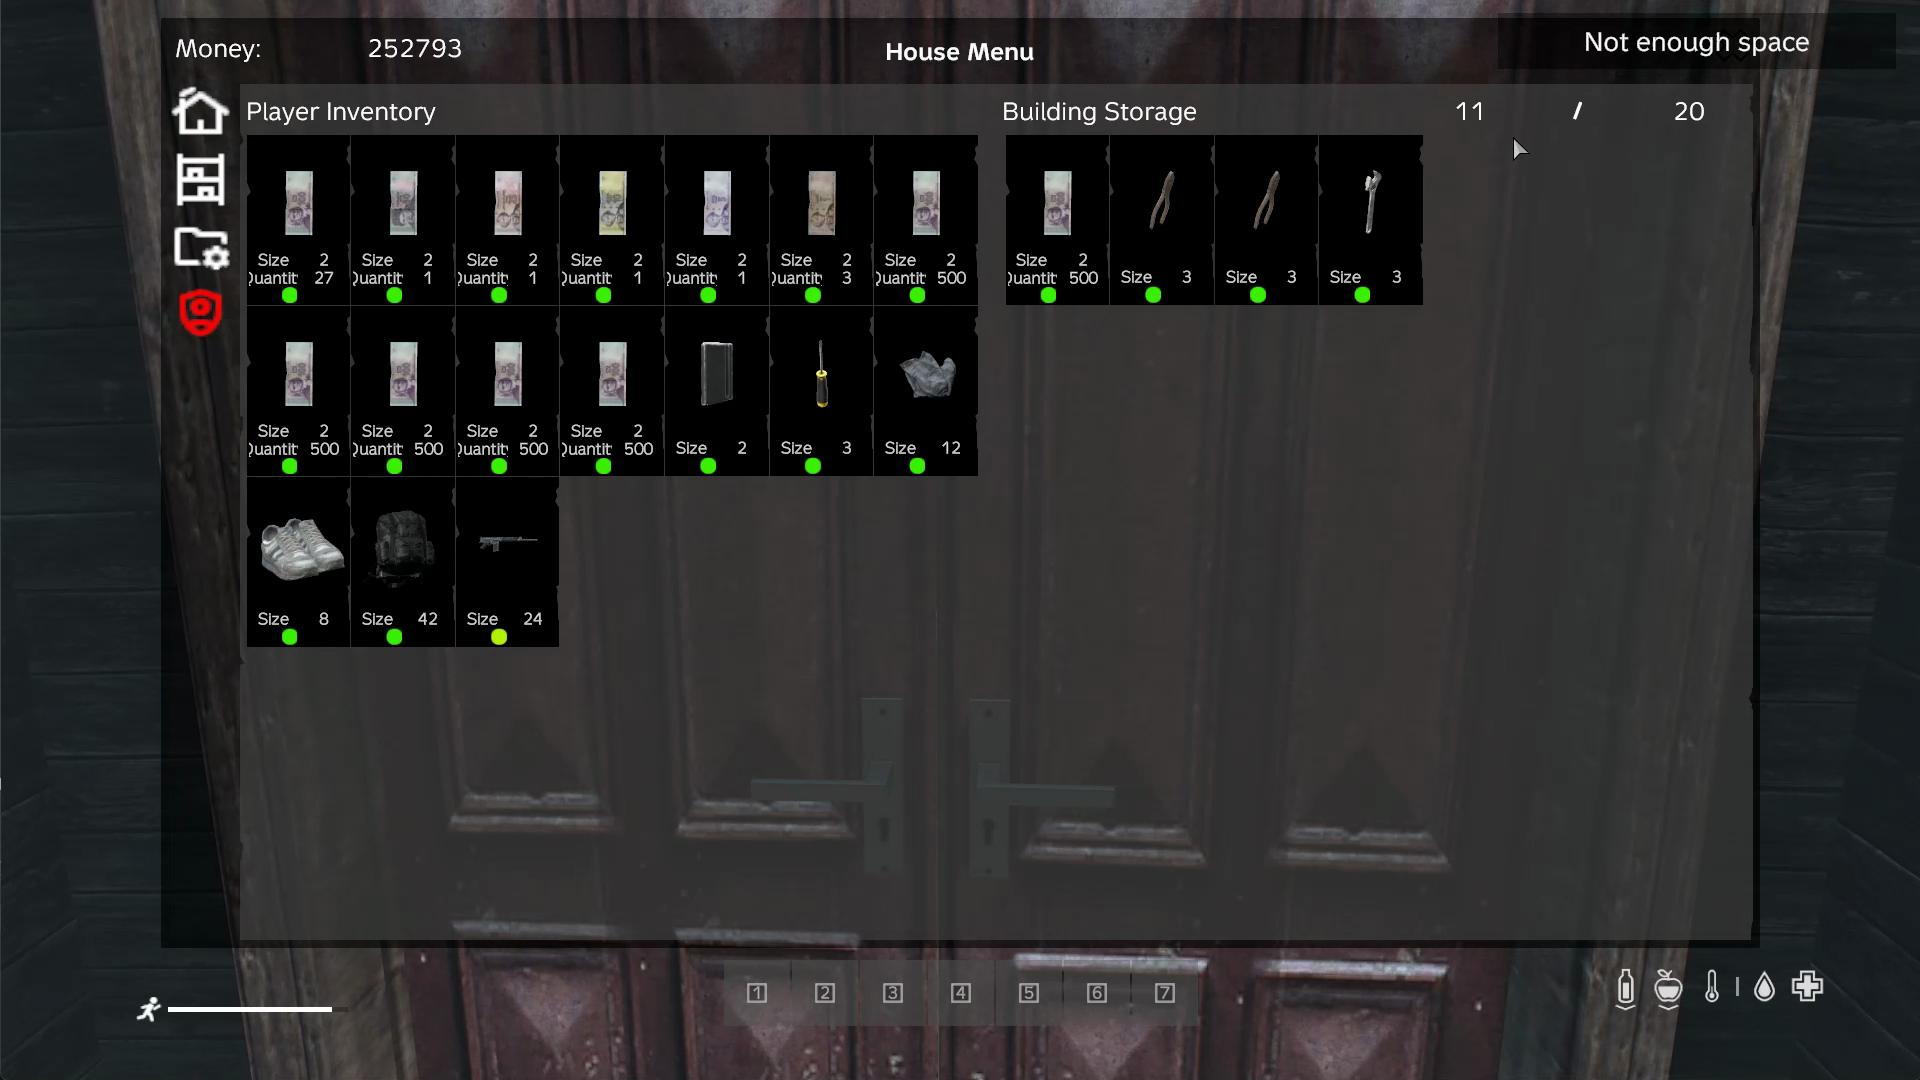 Money: 252793
House Menu
Not enough space
Player Inventory
Building Storage 11 / 20
Size 2 Size 2 Size 2 Size 2 Size 2 Size 2 Size 2
Quantit 27 Quantit 1 Quantit 1 Quantit 1 Quantit 1 Quantit 3 Quantit 500
Size 2 Size 3 Size 3 Size 3
Quantit 500
Size 2 Size 2 Size 2 Size 2 Size 2 Size 3 Size 12
Quantit 500 Quantit 500 Quantit 500 Quantit 500
Size 8 Size 42 Size 24
1 2 3 4 5 6 7